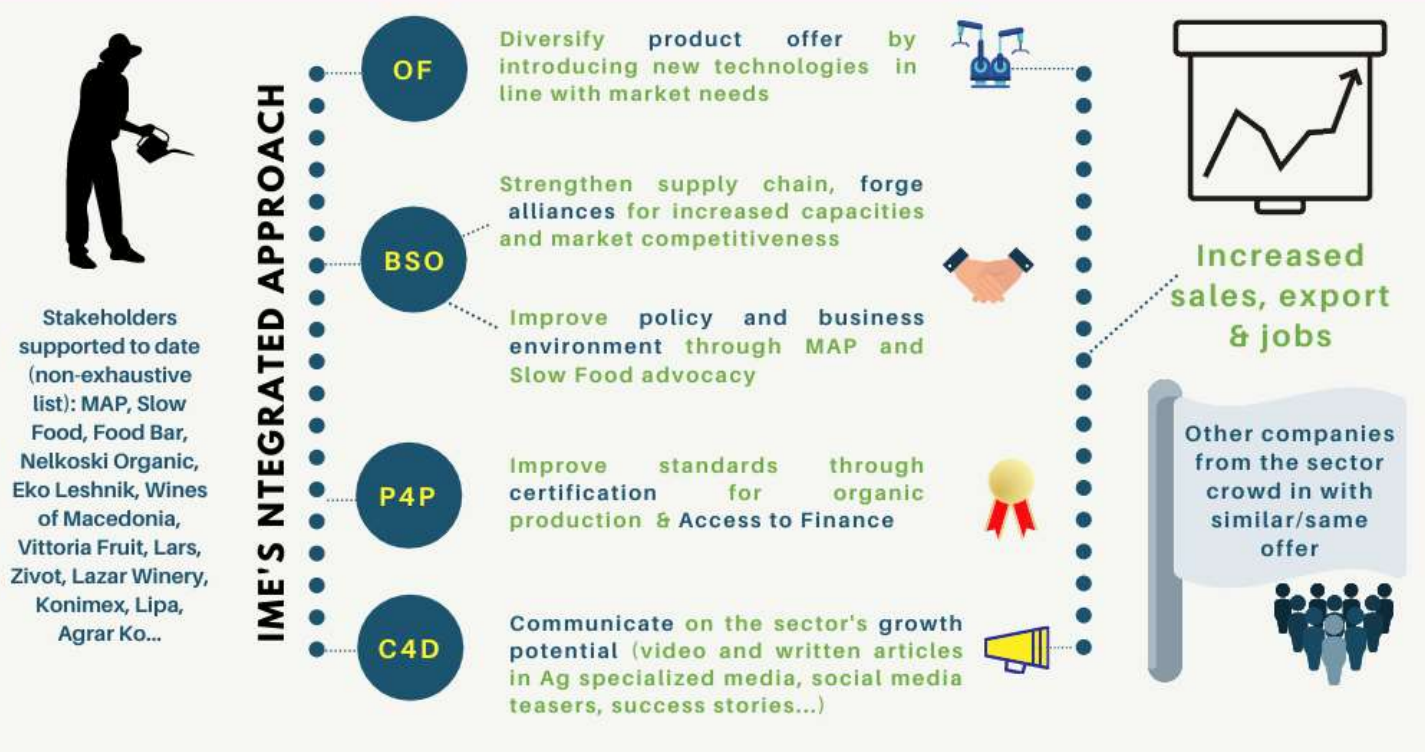 Stakeholders
supported to date
(non-exhaustive
list): MAP, Slow
Food, Food Bar,
Nelkoski Organic,
Eko Leshnik, Wines
of Macedonia,
Vittoria Fruit, Lars,
Zivot, Lazar Winery,
Konimex, Lipa,
Agrar Ko...
IME'S NTEGRATED APPROACH
OF
Diversify product offer by
introducing new technologies in
line with market needs
BSO
Strengthen supply chain, forge
alliances for increased capacities
and market competitiveness
Improve policy and business
environment through MAP and
Slow Food advocacy
P4P
Improve standards through
certification for organic
production & Access to Finance
C4D
Communicate on the sector's growth
potential (video and written articles
in Ag specialized media, social media
teasers, success stories...)
Increased
sales, export
& jobs
Other companies
from the sector
crowd in with
similar/same
offer